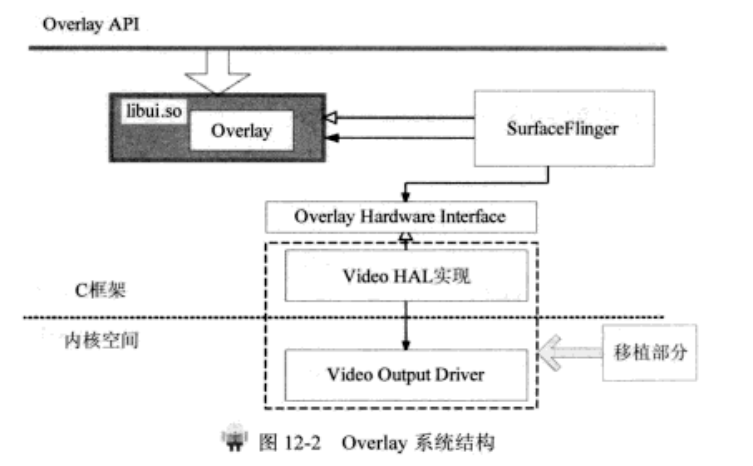 Overlay API
libui.so
Overlay
SurfaceFlinger
Overlay Hardware Interface
Video HAL实现
C框架
内核空间
Video Output Driver
移植部分
图 12-2 Overlay 系统结构